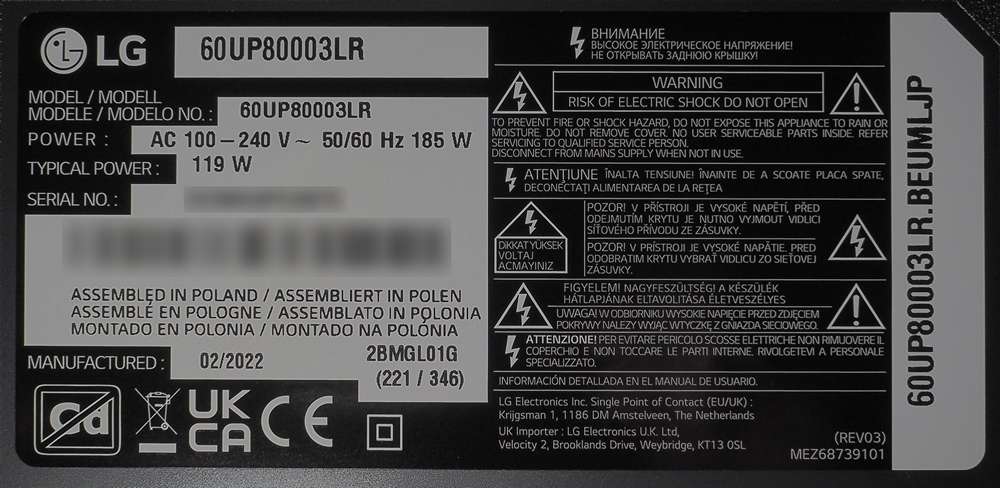 LG
60UP80003LR
MODEL / MODELL
MODELE / MODELO NO. : 60UP80003LR
POWER : AC 100 – 240 V ~ 50/60 Hz 185 W
TYPICAL POWER : 119 W
SERIAL NO. :
ASSEMBLED IN POLAND / ASSEMBLIERT IN POLEN
ASSEMBLÉ EN POLOGNE / ASSEMBLATO IN POLONIA
MONTADO EN POLONIA / MONTADO NA POLÓNIA
MANUFACTURED : 02/2022 2BMGL01G
(221 / 346)
Cd
UK
CA
CE
ВНИМАНИЕ
ВЫСОКОЕ ЭЛЕКТРИЧЕСКОЕ НАПРЯЖЕНИЕ!
НЕ ОТКРЫВАТЬ ЗАДНЮЮ КРЫШКУ!
WARNING
RISK OF ELECTRIC SHOCK DO NOT OPEN
TO PREVENT FIRE OR SHOCK HAZARD, DO NOT EXPOSE THIS APPLIANCE TO RAIN OR
MOISTURE. DO NOT REMOVE COVER. NO USER SERVICEABLE PARTS INSIDE. REFER
SERVICING TO QUALIFIED SERVICE PERSON.
DISCONNECT FROM MAINS SUPPLY WHEN NOT IN USE.
ATENŢIUNE ÎNALTA TENSIUNE! ÎNAINTE DE A SCOATE PLACA SPATE,
DECONECTAŢI ALIMENTAREA DE LA REŢEA
DIKKAT YÜKSEK
VOLTAJ
ACMAYINIZ
POZOR! V PŘÍSTROJI JE VYSOKÉ NAPĚTÍ, PŘED
ODEJMUTÍM KRYTU JE NUTNO VYJMOUT VIDLICI
SÍŤOVÉHO PŘÍVODU ZE ZÁSUVKY.
POZOR! V PRÍSTROJI JE VYSOKÉ NAPÄTIE. PRED
ODOBRATIM KRYTU VYBRAŤ VIDLICU ZO SIEŤOVEJ
ZÁSUVKY.
FIGYELEM! NAGYFESZÜLTSÉG! A KÉSZÜLÉK
HÁTLAPJÁNAK ELTAVOLITÁSA ÉLETVESZÉLYES
UWAGA! W ODBIORNIKU WYSOKIE NAPIĘCIE PRZED ZDJĘCIEM
POKRYWY NALEŻY WYJĄĆ WTYCZKĘ Z GNIAZDA SIECIOWEGO.
ATTENZIONE! PER EVITARE PERICOLO SCOSSE ELETTRICHE NON RIMUOVERE IL
COPERCHIO E NON TOCCARE LE PARTI INTERNE. RIVOLGETEVI A PERSONALE
SPECIALIZZATO.
INFORMACIÓN DETALLADA EN EL MANUAL DE USUARIO.
LG Electronics Inc. Single Point of Contact (EU/UK) :
Krijgsman 1, 1186 DM Amstelveen, The Netherlands
UK Importer : LG Electronics U.K. Ltd,
Velocity 2, Brooklands Drive, Weybridge, KT13 0SL
(REV03)
MEZ68739101
60UP80003LR.BEUMLJP